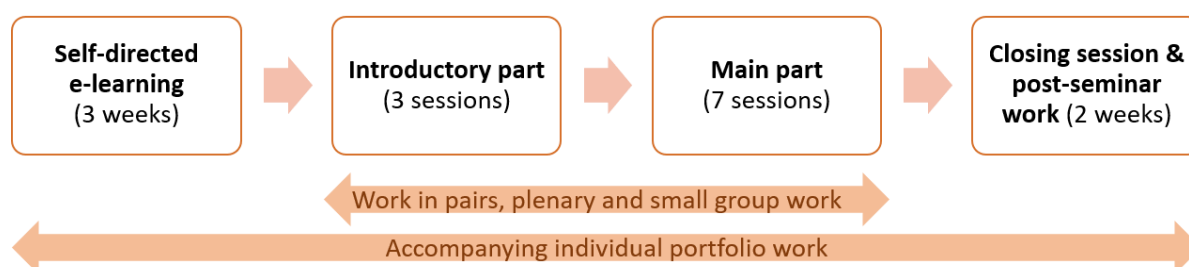 Self-directed
e-learning
(3 weeks)
Introductory part
(3 sessions)
Main part
(7 sessions)
Closing session &
post-seminar
work (2 weeks)
Work in pairs, plenary and small group work
Accompanying individual portfolio work